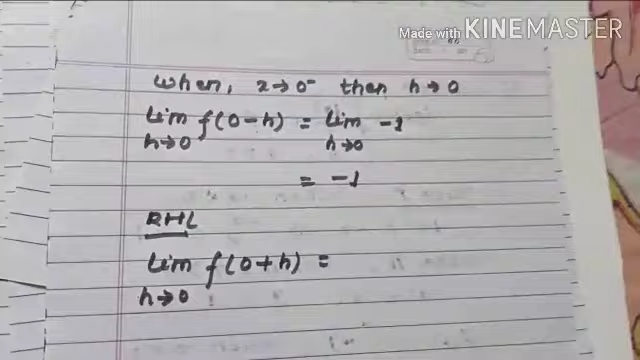 Made with KINEMASTER
when, x→0⁻ then h→0
lim f(0-h) = lim -1
h→0 h→0
= -1
RHL
lim f(0+h) =
h→0